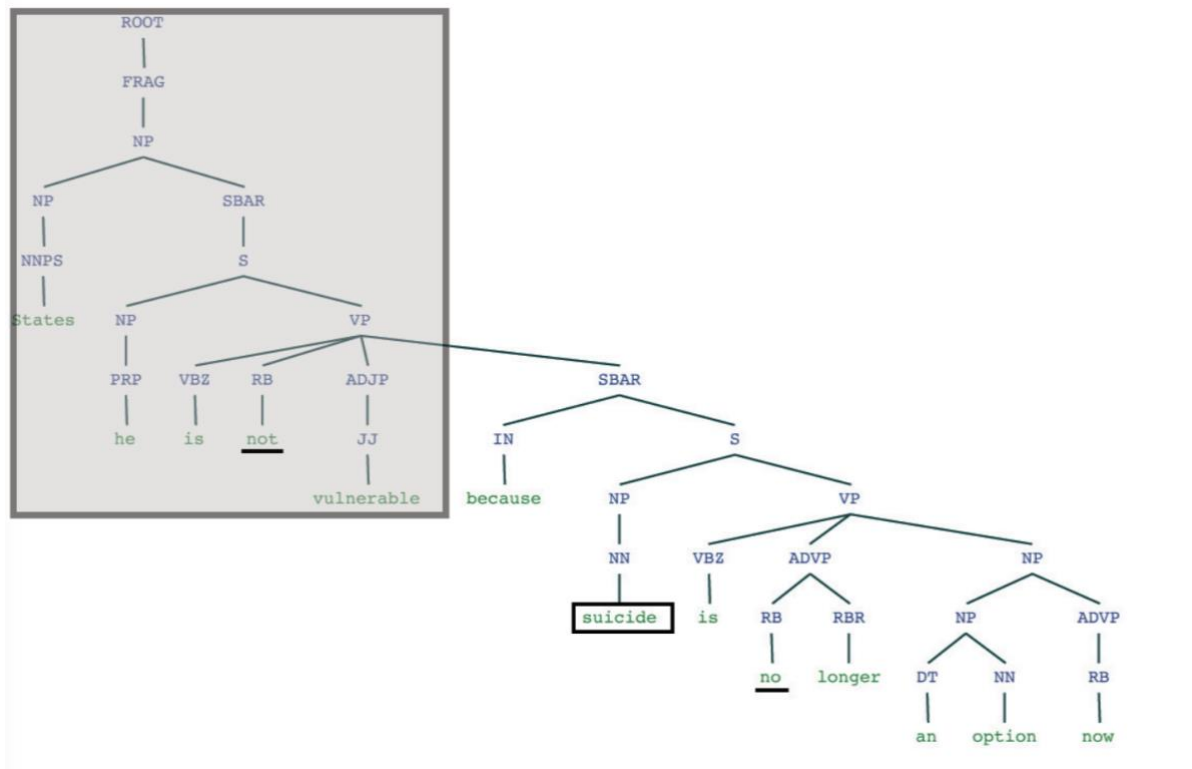 ROOT
FRAG
NP
NP SBAR
NNPS S
States NP VP
PRP VBZ RB ADJP SBAR
he is not JJ IN S
vulnerable because NP VP
NN VBZ ADVP NP
suicide is RB RBR NP ADVP
no longer DT NN RB
an option now